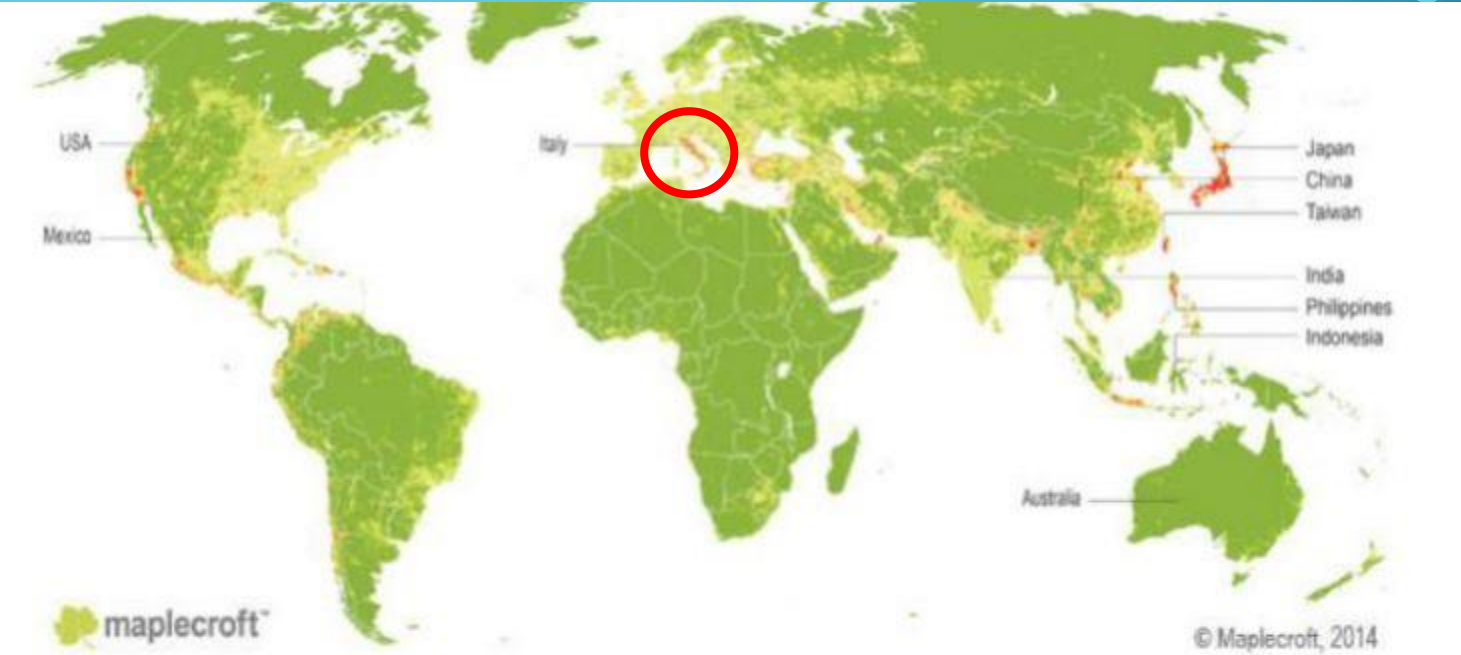 USA
Italy
Mexico
Japan
China
Taiwan
India
Philippines
Indonesia
Australia
maplecroft™
© Maplecroft, 2014